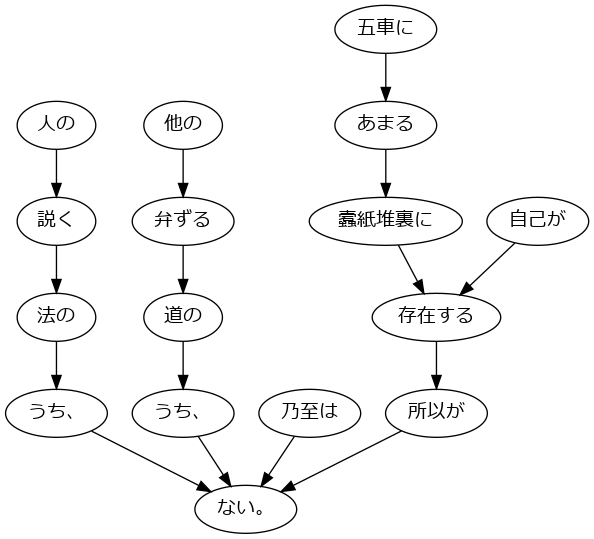 五車に
人の
他の
あまる
説く
弁ずる
蠧紙堆裏に
自己が
法の
道の
存在する
うち、
うち、
乃至は
所以が
ない。